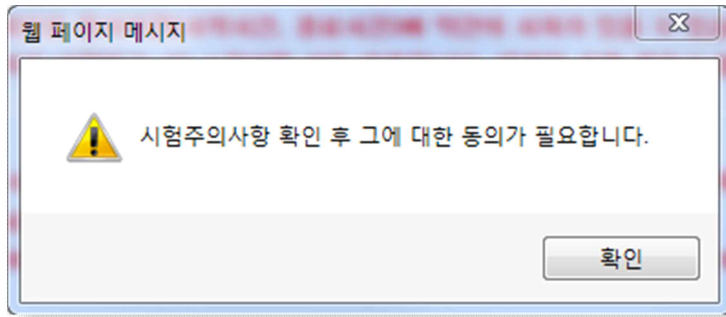 웹 페이지 메시지
시험주의사항 확인 후 그에 대한 동의가 필요합니다.
확인